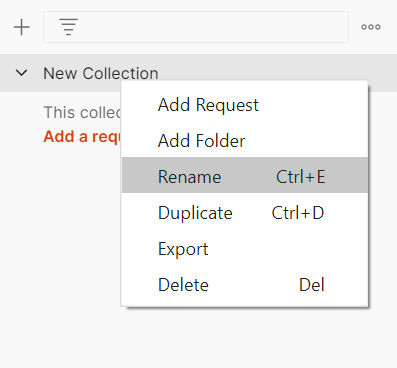 New Collection
This collec
Add a requ
Add Request
Add Folder
Rename Ctrl+E
Duplicate Ctrl+D
Export
Delete Del